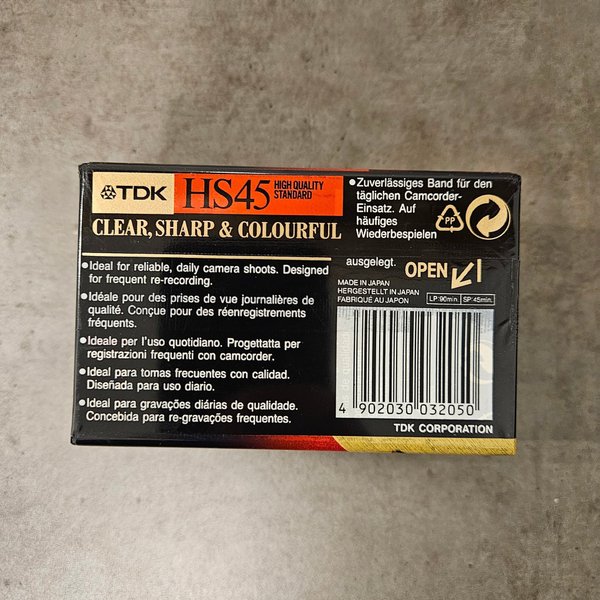 TDK HS45 HIGH QUALITY STANDARD
CLEAR, SHARP & COLOURFUL
•Ideal for reliable, daily camera shoots. Designed
for frequent re-recording.
•Idéale pour des prises de vue journalières de
qualité. Conçue pour des réenregistrements
fréquents.
•Ideale per l'uso quotidiano. Progettatta per
registrazioni frequenti con camcorder.
•Ideal para tomas frecuentes con calidad.
Diseñada para uso diario.
•Ideal para gravações diárias de qualidade.
Concebida para re-gravações frequentes.
•Zuverlässiges Band für den
täglichen Camcorder-
Einsatz. Auf
häufiges
Wiederbespielen
ausgelegt.
PP
OPEN
MADE IN JAPAN
HERGESTELLT IN JAPAN
FABRIQUÉ AU JAPON
LP:90min. SP:45min.
4 902030 032050
TDK CORPORATION